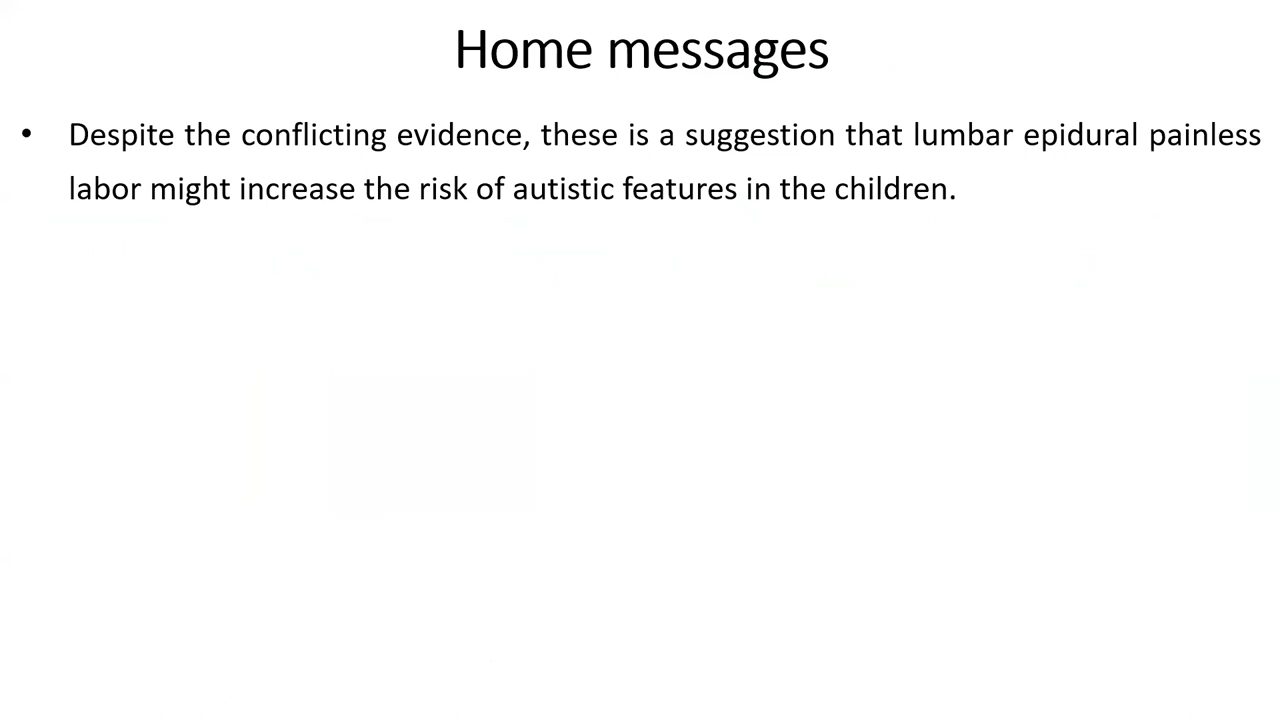 Home messages
• Despite the conflicting evidence, these is a suggestion that lumbar epidural painless
labor might increase the risk of autistic features in the children.